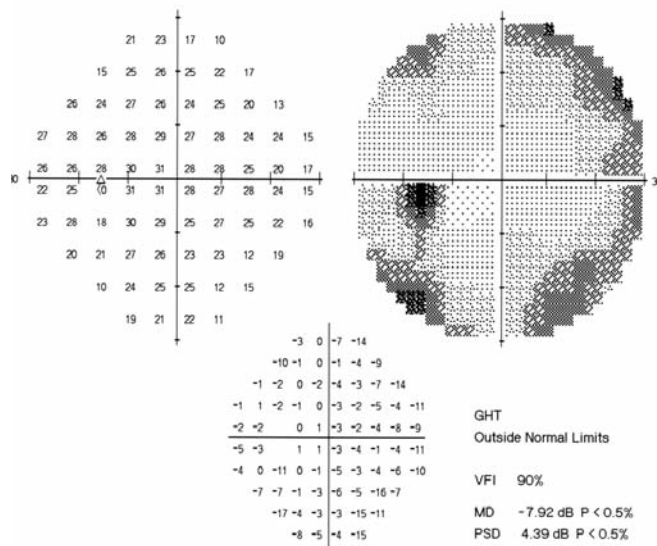 21 23 17 10
15 25 26 25 22 17
26 24 27 26 24 25 20 13
27 28 26 28 29 27 28 24 24 15
26 26 28 30 31 28 28 25 20 17
30
22 25 (0 31 31 28 27 28 24 15
23 28 18 30 29 25 27 25 22 16
20 21 27 26 23 23 12 19
10 24 25 25 12 15
19 21 22 11
-3 0 -7 -14
-10 -1 0 -1 -4 -9
-1 -2 0 -2 -4 -3 -7 -14
-1 1 -2 -1 0 -3 -2 -5 -4 -11
-2 -2 0 1 -3 -2 -4 -8 -9
-5 -3 1 1 -3 -4 -1 -4 -11
-4 0 -11 0 -1 -5 -3 -4 -6 -10
-7 -7 -1 -3 -6 -5 -16 -7
-17 -4 -3 -3 -15 -11
-8 -5 -4 -15
GHT
Outside Normal Limits
VFI 90%
MD -7.92 dB P < 0.5%
PSD 4.39 dB P < 0.5%